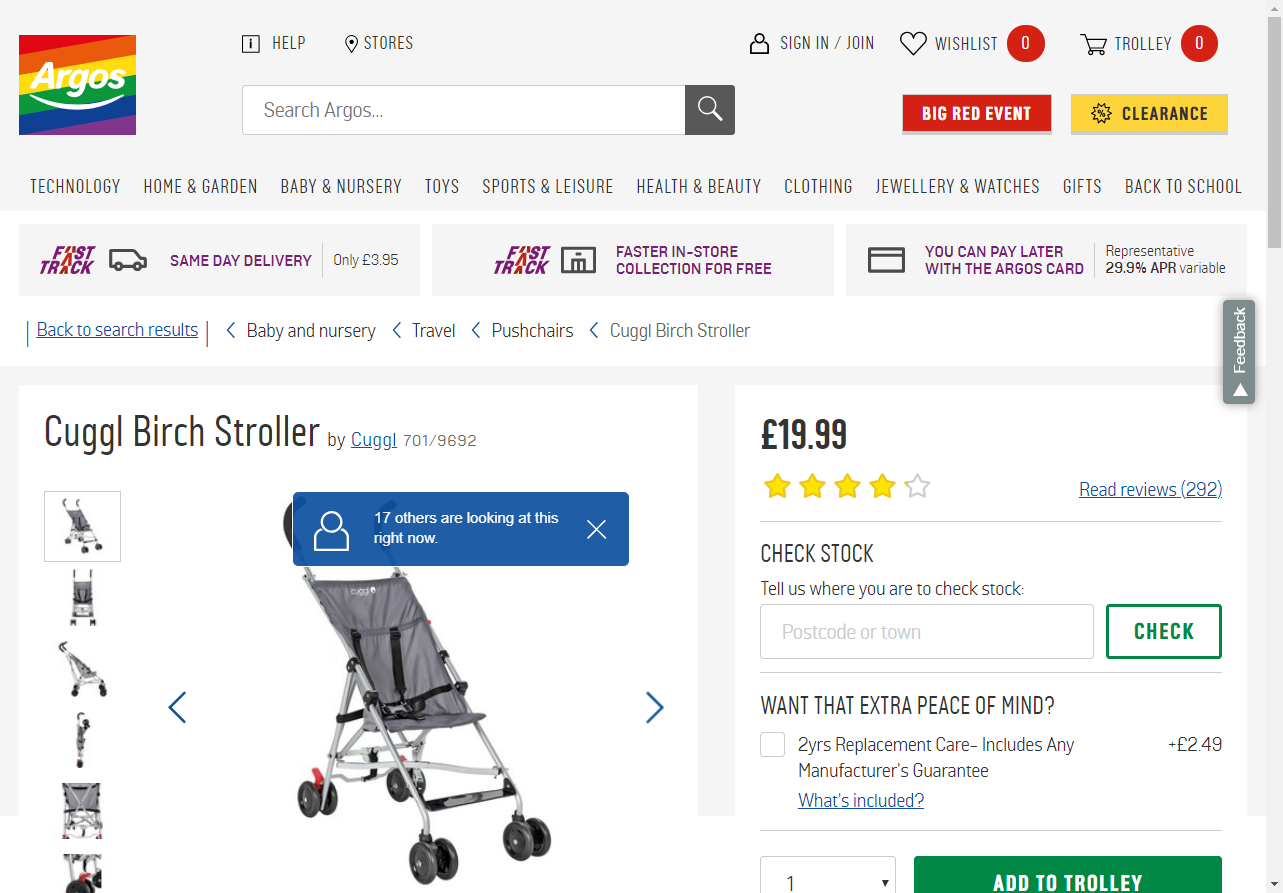 Argos
HELP
STORES
SIGN IN / JOIN
WISHLIST 0
TROLLEY 0
Search Argos...
BIG RED EVENT
CLEARANCE
TECHNOLOGY HOME & GARDEN BABY & NURSERY TOYS SPORTS & LEISURE HEALTH & BEAUTY CLOTHING JEWELLERY & WATCHES GIFTS BACK TO SCHOOL
FAST TRACK
SAME DAY DELIVERY
Only £3.95
FAST TRACK
FASTER IN-STORE
COLLECTION FOR FREE
YOU CAN PAY LATER
WITH THE ARGOS CARD
Representative
29.9% APR variable
Feedback
Back to search results
Baby and nursery
Travel
Pushchairs
Cuggl Birch Stroller
Cuggl Birch Stroller by Cuggl 701/9692
17 others are looking at this
right now.
cuggl
£19.99
Read reviews (292)
CHECK STOCK
Tell us where you are to check stock:
Postcode or town
CHECK
WANT THAT EXTRA PEACE OF MIND?
2yrs Replacement Care- Includes Any
Manufacturer's Guarantee
+£2.49
What's included?
1
ADD TO TROLLEY